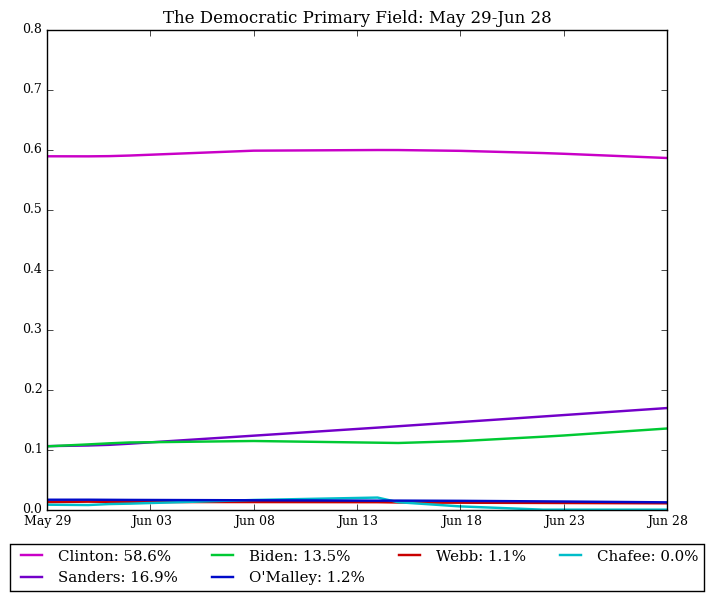 The Democratic Primary Field: May 29-Jun 28
0.8
0.7
0.6
0.5
0.4
0.3
0.2
0.1
0.0
May 29 Jun 03 Jun 08 Jun 13 Jun 18 Jun 23 Jun 28
Clinton: 58.6% Biden: 13.5% Webb: 1.1% Chafee: 0.0%
Sanders: 16.9% O'Malley: 1.2%